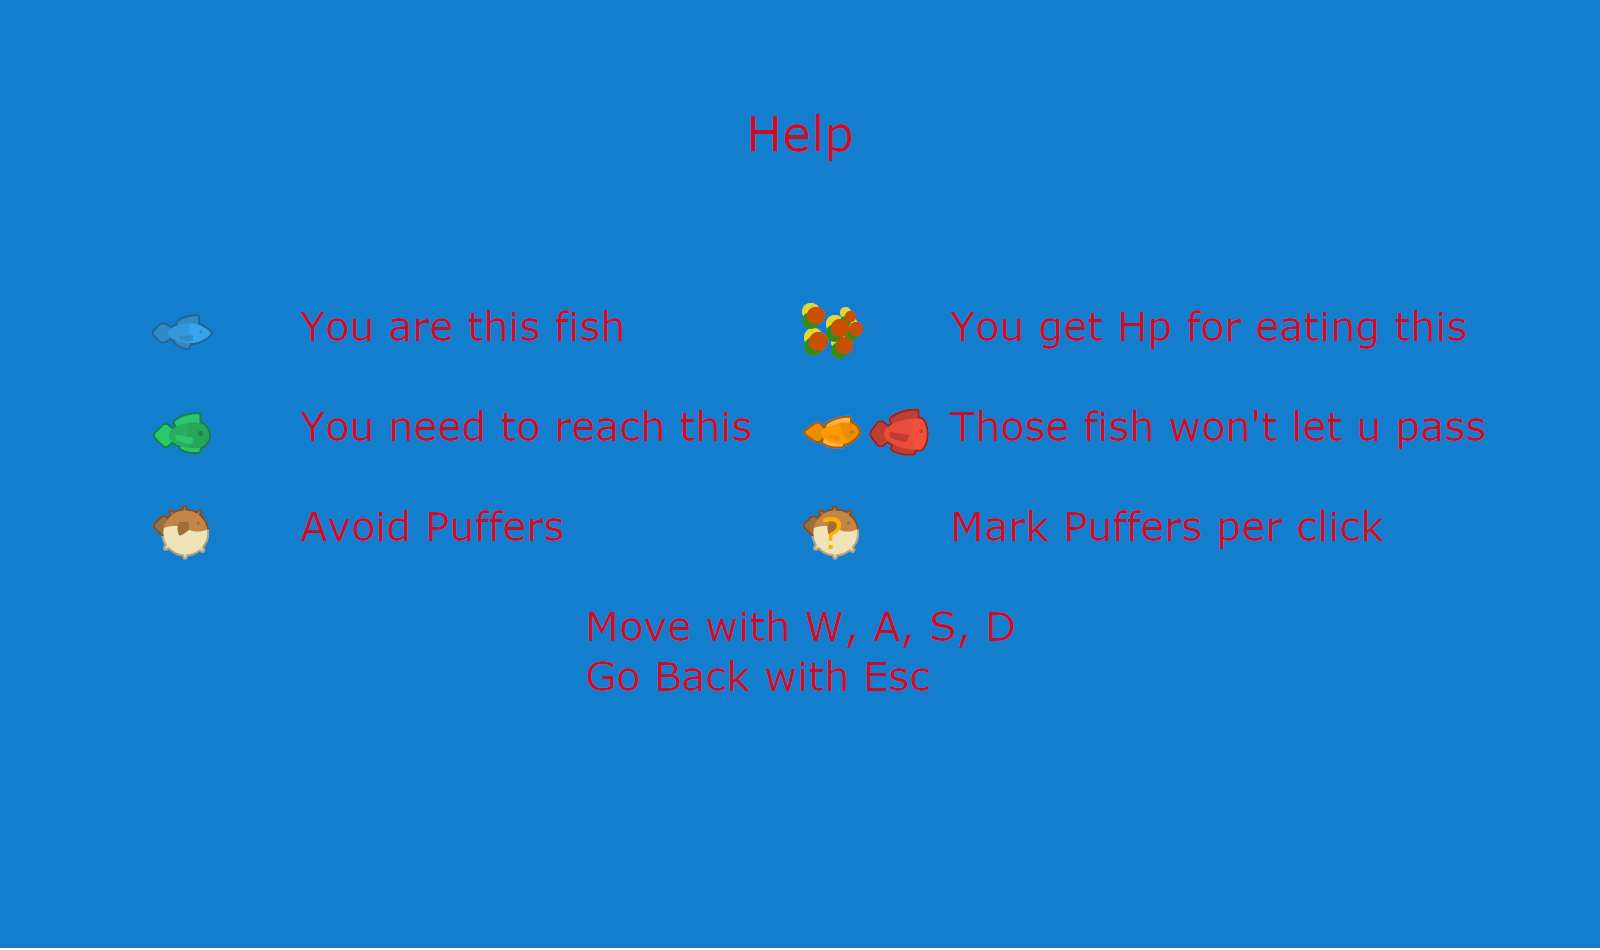 Help
You are this fish
You get Hp for eating this
You need to reach this
Those fish won't let u pass
Avoid Puffers
?
Mark Puffers per click
Move with W, A, S, D
Go Back with Esc